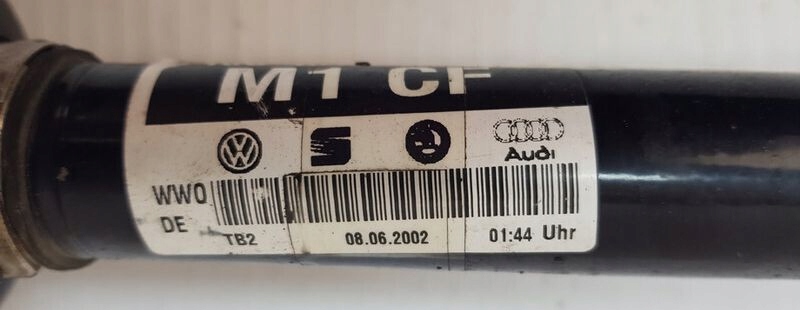 M1 CF
Audi
WWO
DE TB2 08.06.2002 01:44 Uhr